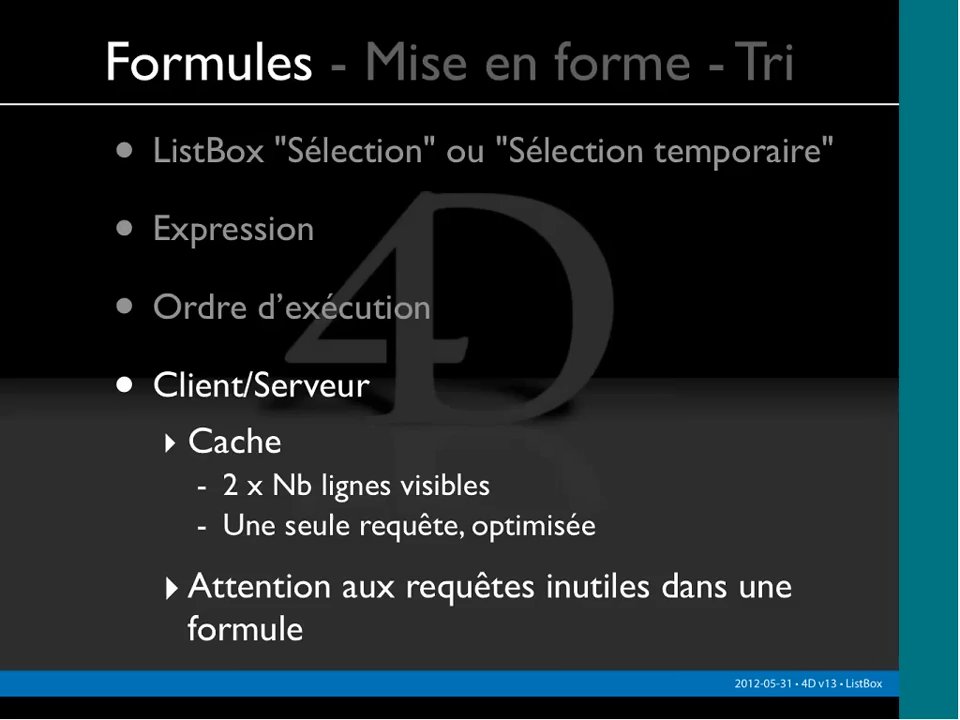 Formules - Mise en forme - Tri
• ListBox "Sélection" ou "Sélection temporaire"
• Expression
• Ordre d’exécution
• Client/Serveur
▸ Cache
- 2 x Nb lignes visibles
- Une seule requête, optimisée
▸ Attention aux requêtes inutiles dans une
formule
4D
2012-05-31 • 4D v13 • ListBox